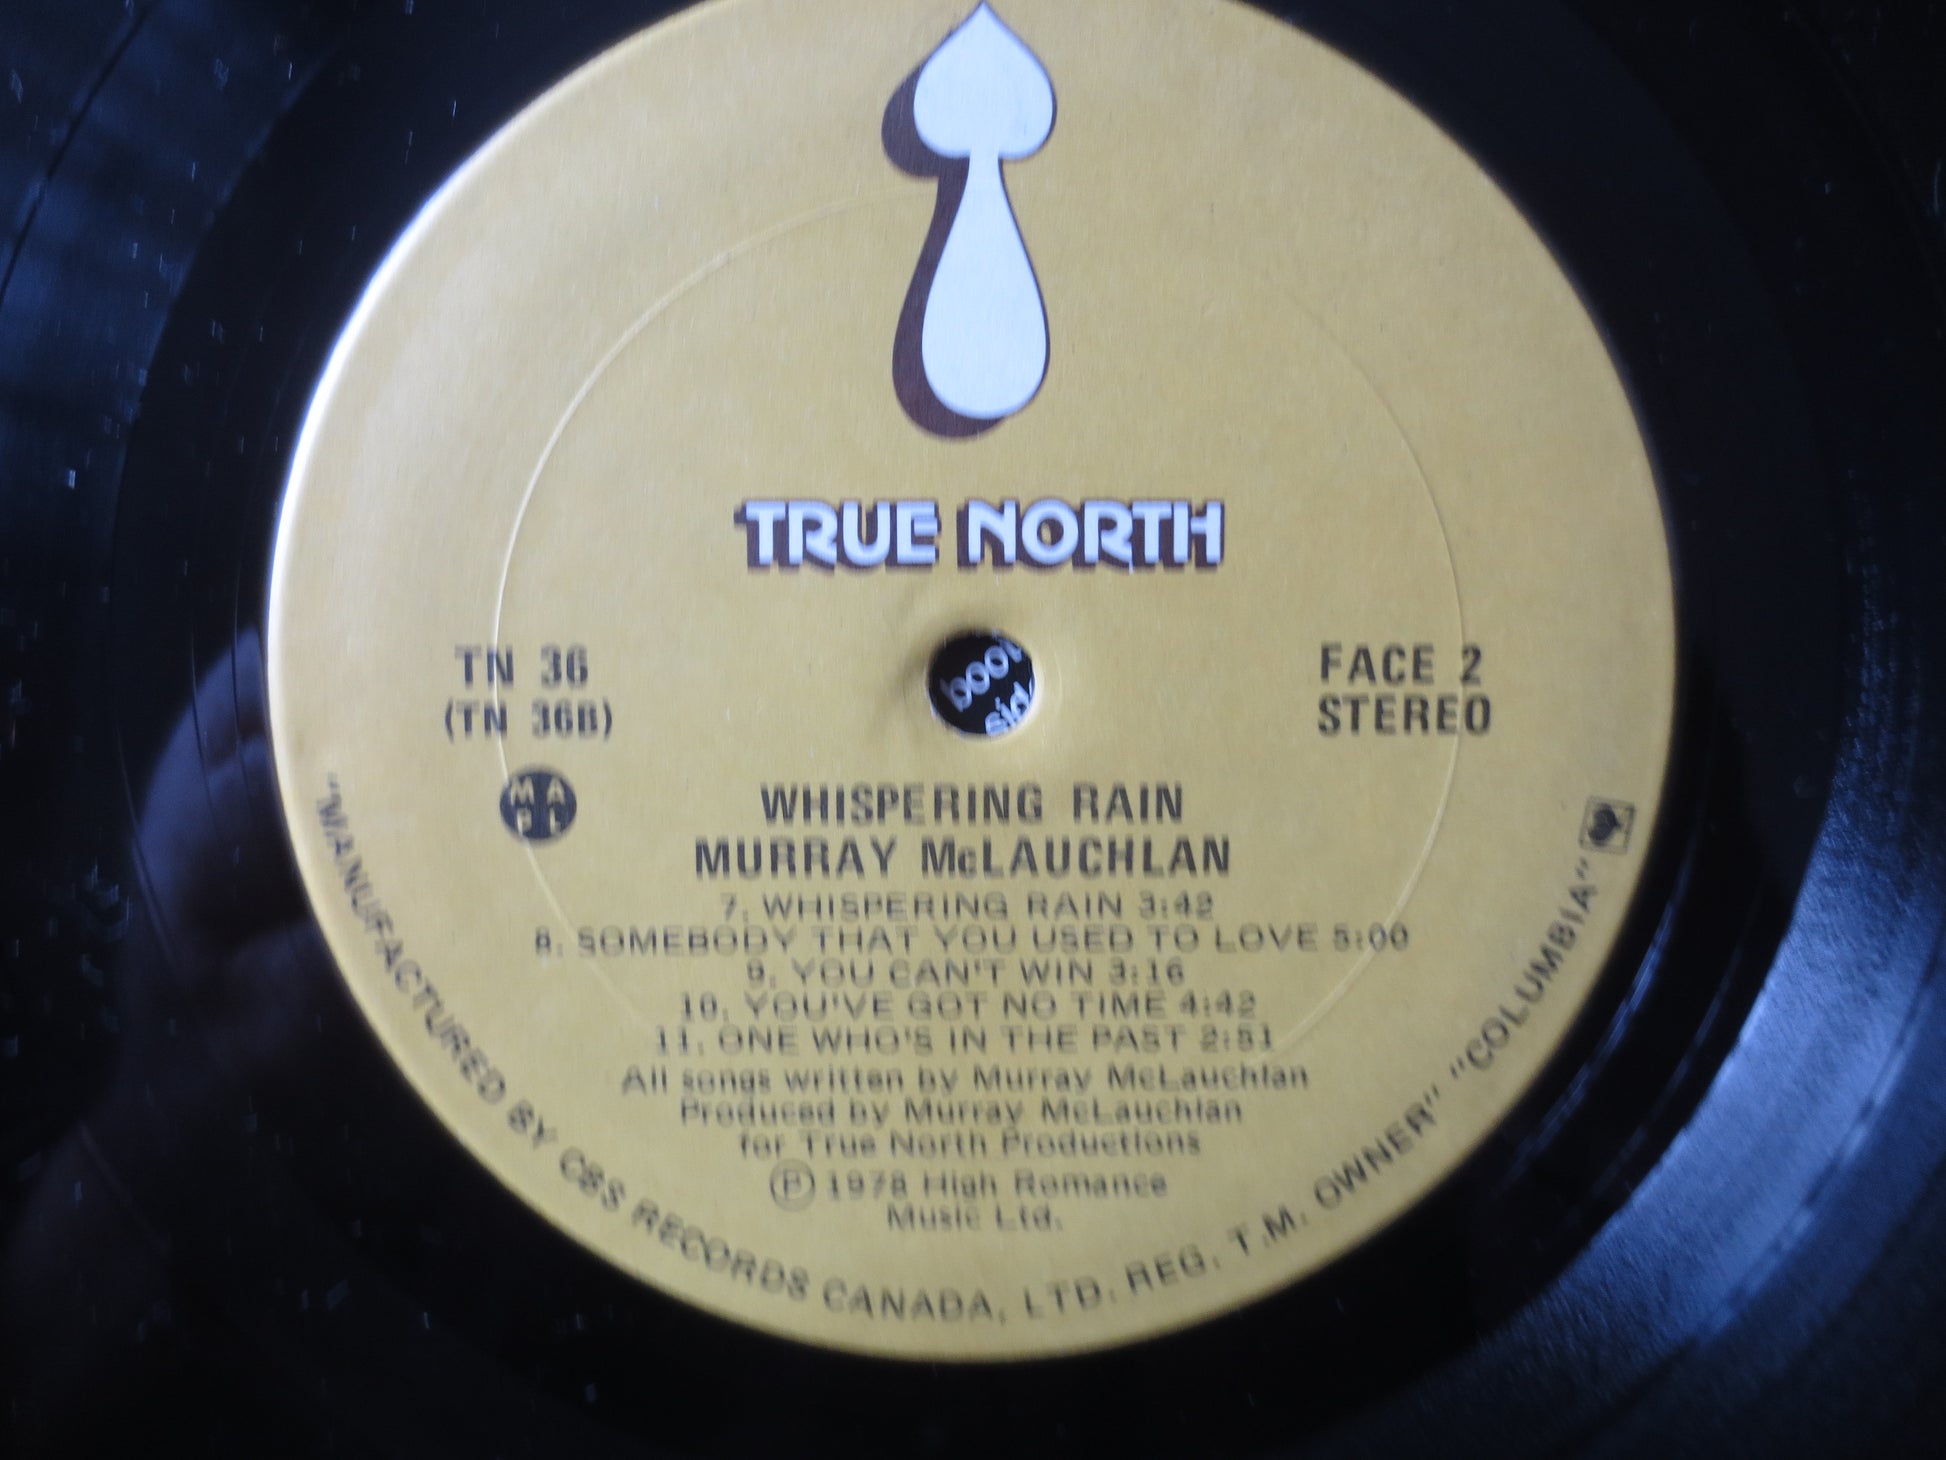 TRUE NORTH
TN 36
(TN 36B)
FACE 2
STEREO
MAPL
WHISPERING RAIN
MURRAY McLAUCHLAN
7. WHISPERING RAIN 3:42
8. SOMEBODY THAT YOU USED TO LOVE 5:00
9. YOU CAN'T WIN 3:16
10. YOU'VE GOT NO TIME 4:42
11. ONE WHO'S IN THE PAST 2:51
All songs written by Murray McLauchlan
Produced by Murray McLauchlan
for True North Productions
Ⓟ 1978 High Romance
Music Ltd.
"MANUFACTURED BY CBS RECORDS CANADA, LTD. REG. T.M. OWNER" "COLUMBIA"